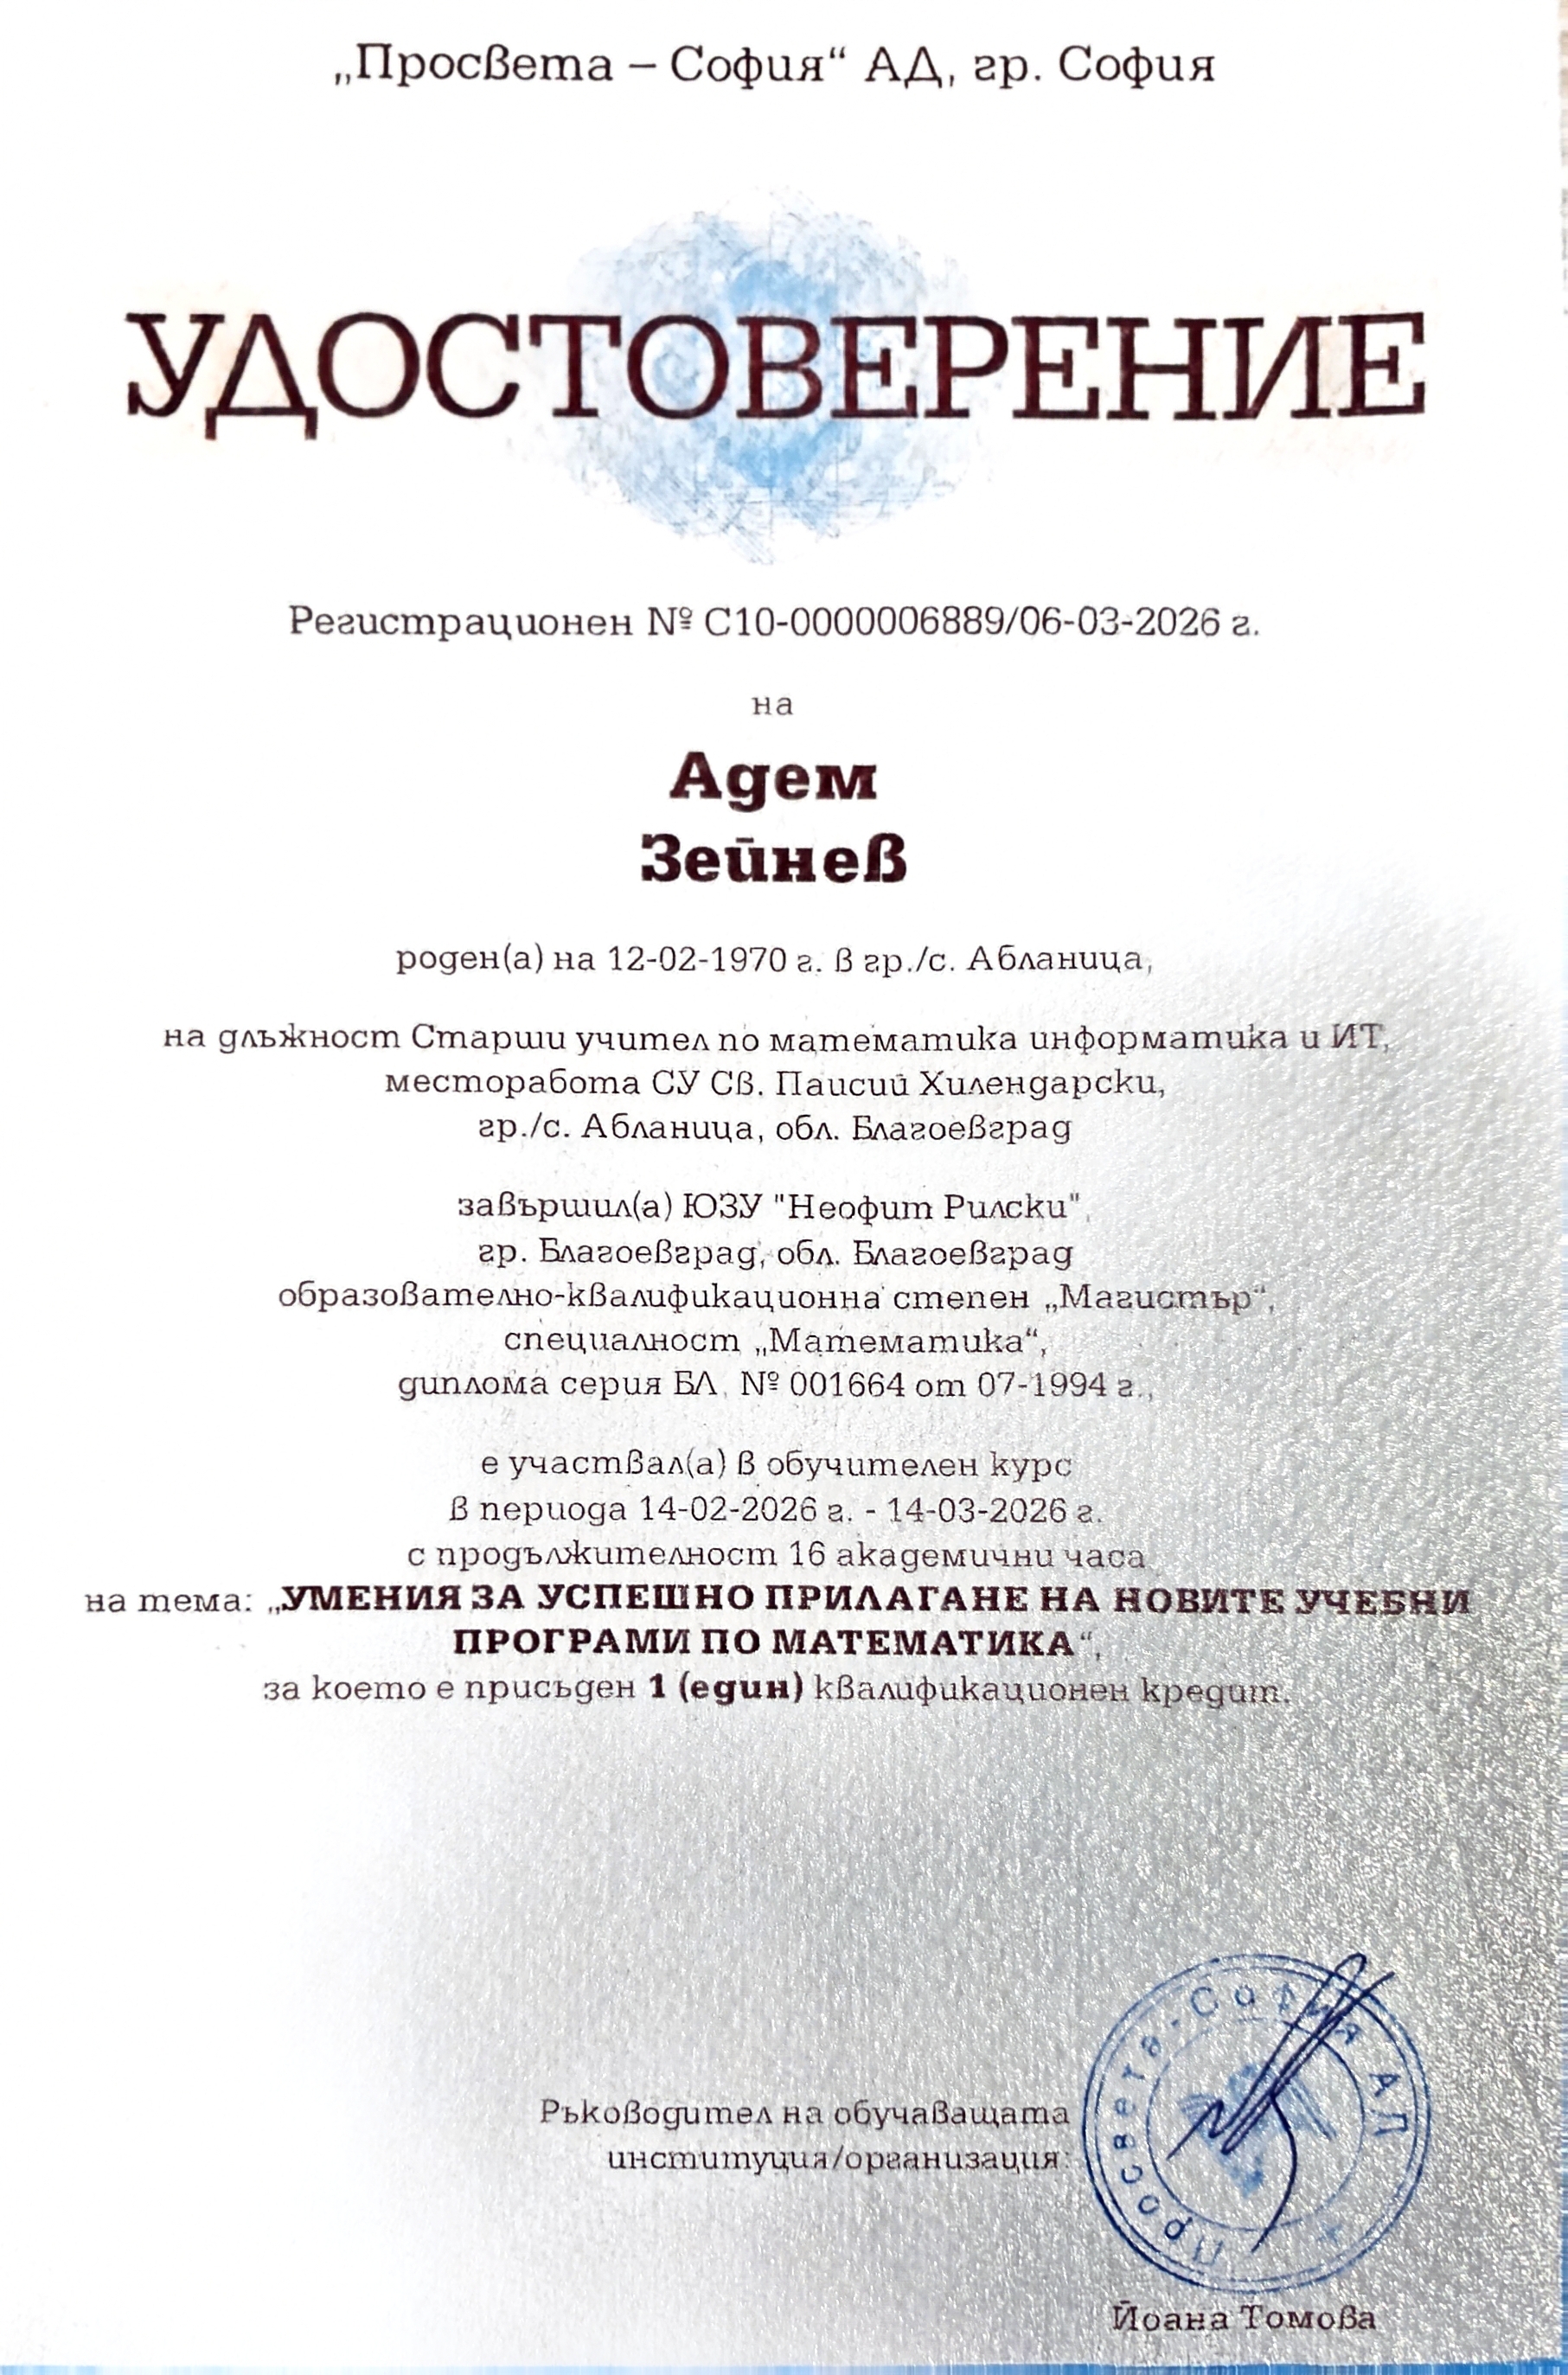 „Просвета – София“ АД, гр. София
УДОСТОВЕРЕНИЕ
Регистрационен № С10-0000006889/06-03-2026 г.
на
Адем
Зейнев
роден(а) на 12-02-1970 г. в гр./с. Абланица,
на длъжност Старши учител по математика информатика и ИТ,
месторабота СУ Св. Паисий Хилендарски,
гр./с. Абланица, обл. Благоевград
завършил(а) ЮЗУ "Неофит Рилски",
гр. Благоевград, обл. Благоевград
образователно-квалификационна степен „Магистър“,
специалност „Математика“,
диплома серия БЛ, № 001664 от 07-1994 г.,
е участвал(а) в обучителен курс
в периода 14-02-2026 г. - 14-03-2026 г.
с продължителност 16 академични часа
на тема: „УМЕНИЯ ЗА УСПЕШНО ПРИЛАГАНЕ НА НОВИТЕ УЧЕБНИ
ПРОГРАМИ ПО МАТЕМАТИКА“,
за което е присъден 1 (един) квалификационен кредит.
Ръководител на обучаващата
институция/организация:
Просвета - София АД
Йоана Томова